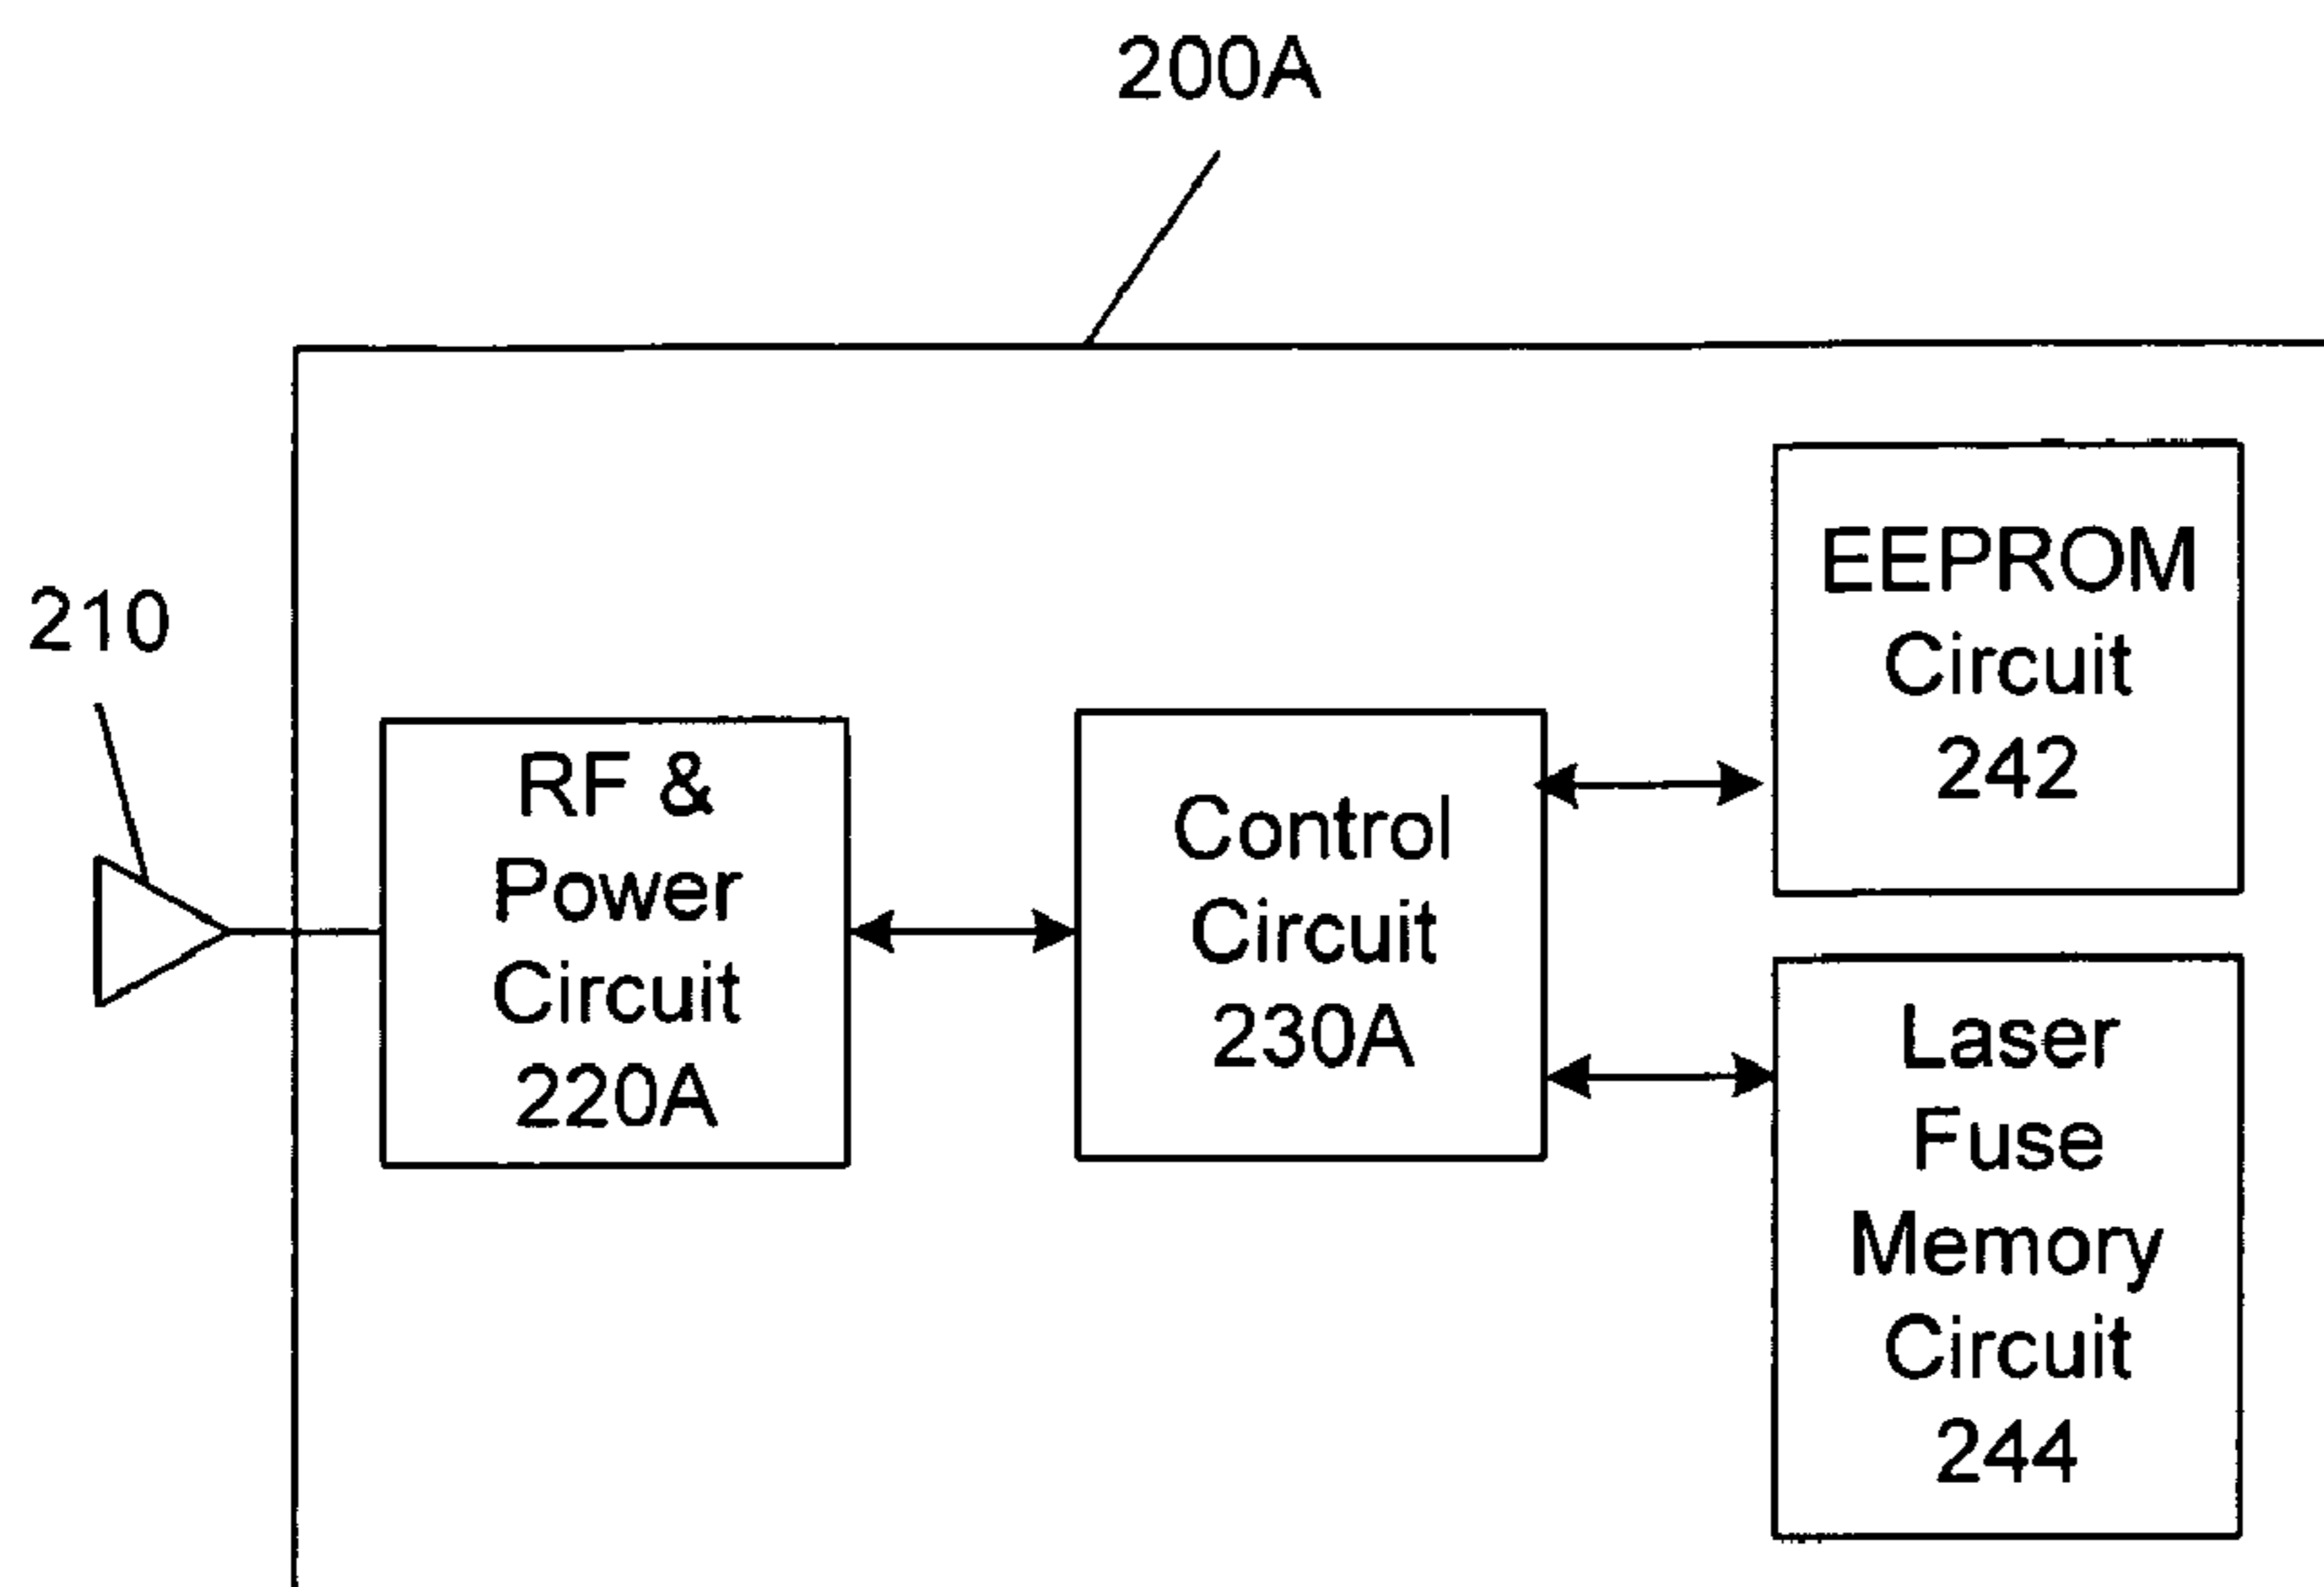 200A
210
RF &
Power
Circuit
220A
Control
Circuit
230A
EEPROM
Circuit
242
Laser
Fuse
Memory
Circuit
244